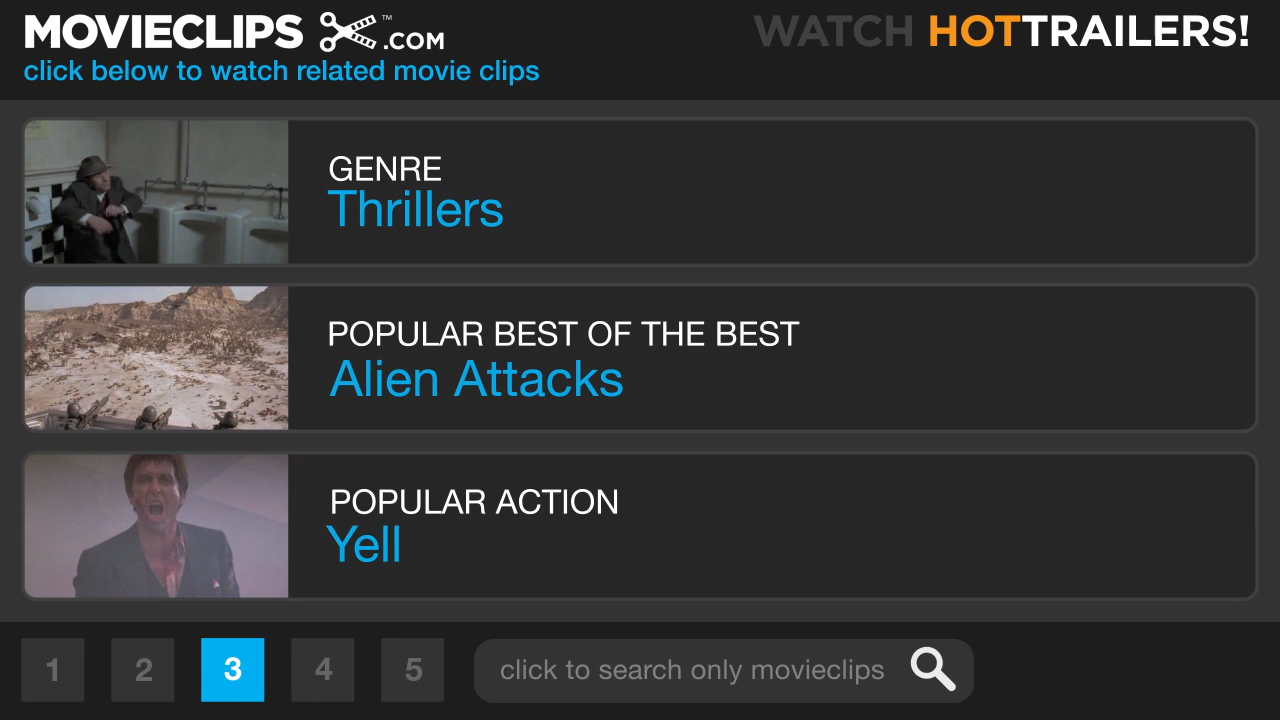 MOVIECLIPS ™ .COM
WATCH HOTTRAILERS!
click below to watch related movie clips
GENRE
Thrillers
POPULAR BEST OF THE BEST
Alien Attacks
POPULAR ACTION
Yell
1 2 3 4 5
click to search only movieclips